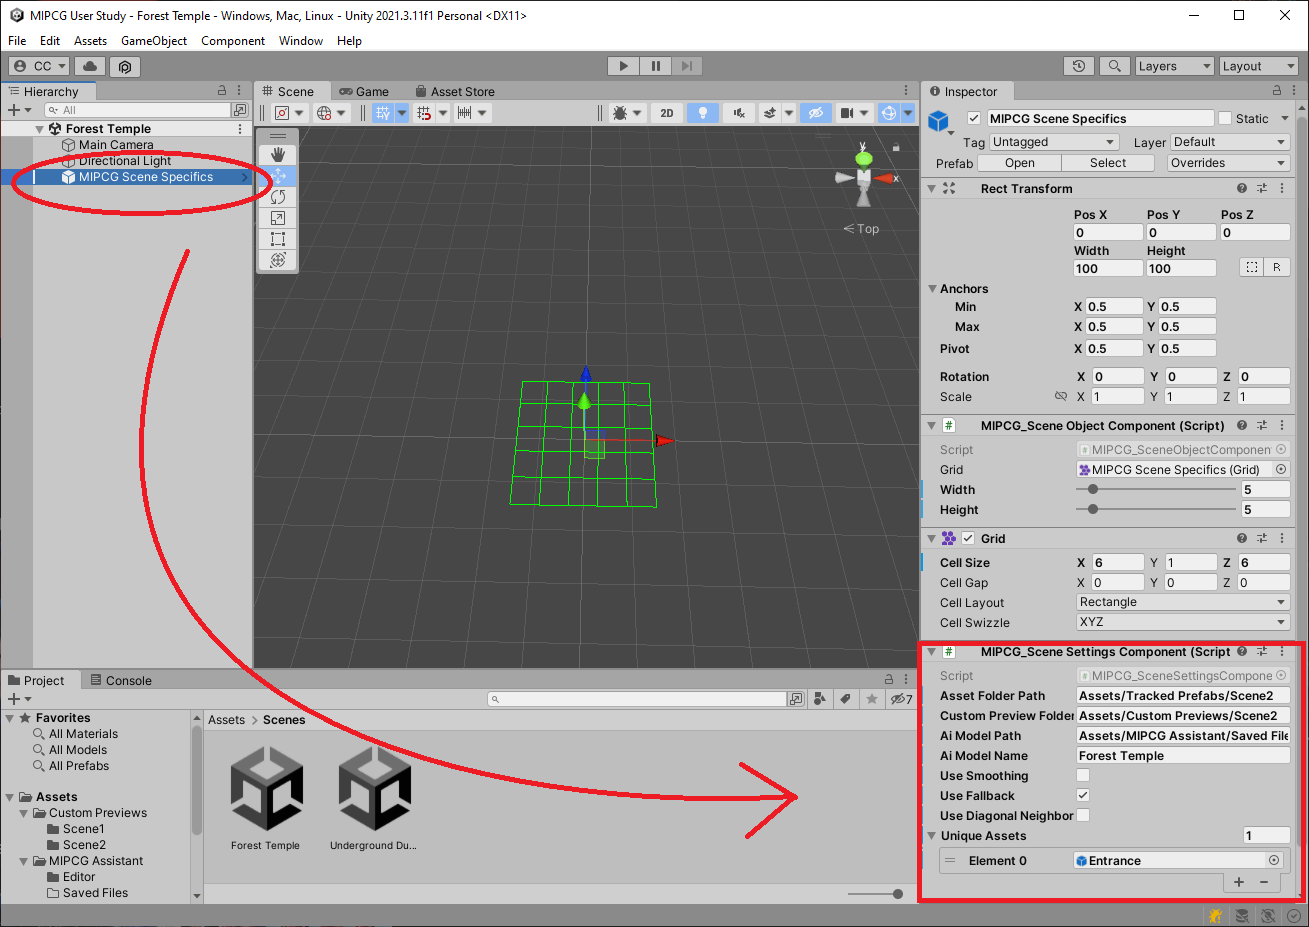 MIPCG User Study - Forest Temple - Windows, Mac, Linux - Unity 2021.3.11f1 Personal <DX11>
File Edit Assets GameObject Component Window Help
CC Layers Layout
Hierarchy
All
Forest Temple
Main Camera
Directional Light
MIPCG Scene Specifics
Scene Game Asset Store
2D
y
x
Top
Inspector
MIPCG Scene Specifics Static
Tag Untagged Layer Default
Prefab Open Select Overrides
Rect Transform
Pos X Pos Y Pos Z
0 0 0
Width Height
100 100
R
Anchors
Min X 0.5 Y 0.5
Max X 0.5 Y 0.5
Pivot X 0.5 Y 0.5
Rotation X 0 Y 0 Z 0
Scale X 1 Y 1 Z 1
# MIPCG_Scene Object Component (Script)
Script # MIPCG_SceneObjectComponent
Grid MIPCG Scene Specifics (Grid)
Width 5
Height 5
Grid
Cell Size X 6 Y 1 Z 6
Cell Gap X 0 Y 0 Z 0
Cell Layout Rectangle
Cell Swizzle XYZ
# MIPCG_Scene Settings Component (Script
Script # MIPCG_SceneSettingsCompone
Asset Folder Path Assets/Tracked Prefabs/Scene2
Custom Preview Folder Assets/Custom Previews/Scene2
Ai Model Path Assets/MIPCG Assistant/Saved File
Ai Model Name Forest Temple
Use Smoothing
Use Fallback
Use Diagonal Neighbor
Unique Assets 1
Element 0 Entrance
+ −
Project Console
7
Favorites
All Materials
All Models
All Prefabs
Assets
Custom Previews
Scene1
Scene2
MIPCG Assistant
Editor
Saved Files
Assets > Scenes
Forest Temple Underground Du...